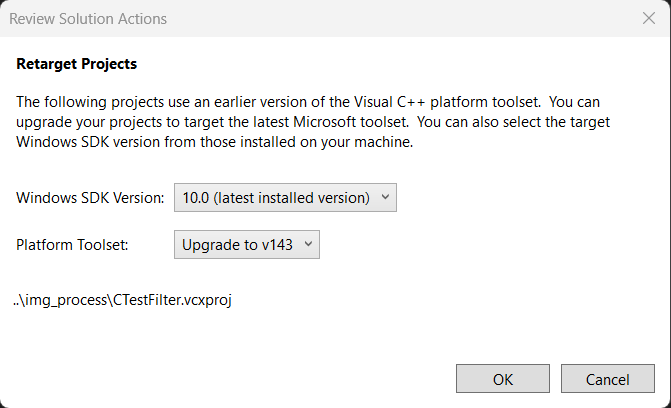 Review Solution Actions
Retarget Projects
The following projects use an earlier version of the Visual C++ platform toolset.  You can
upgrade your projects to target the latest Microsoft toolset.  You can also select the target
Windows SDK version from those installed on your machine.
Windows SDK Version: 10.0 (latest installed version)
Platform Toolset: Upgrade to v143
..\img_process\CTestFilter.vcxproj
OK Cancel